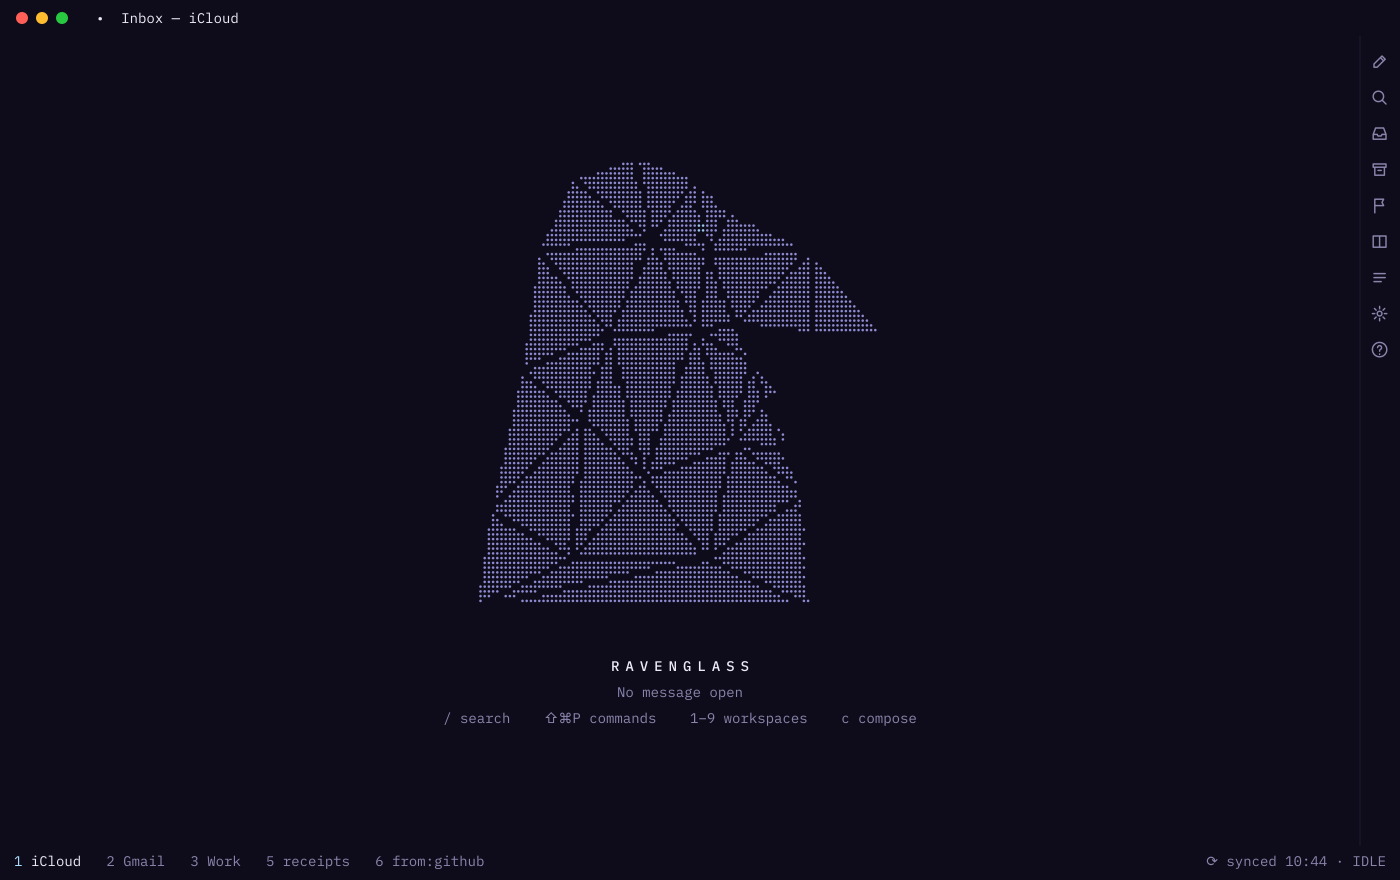 • Inbox — iCloud
RAVENGLASS
No message open
/ search ⇧⌘P commands 1–9 workspaces c compose
1 iCloud 2 Gmail 3 Work 5 receipts 6 from:github ⟳ synced 10:44 · IDLE